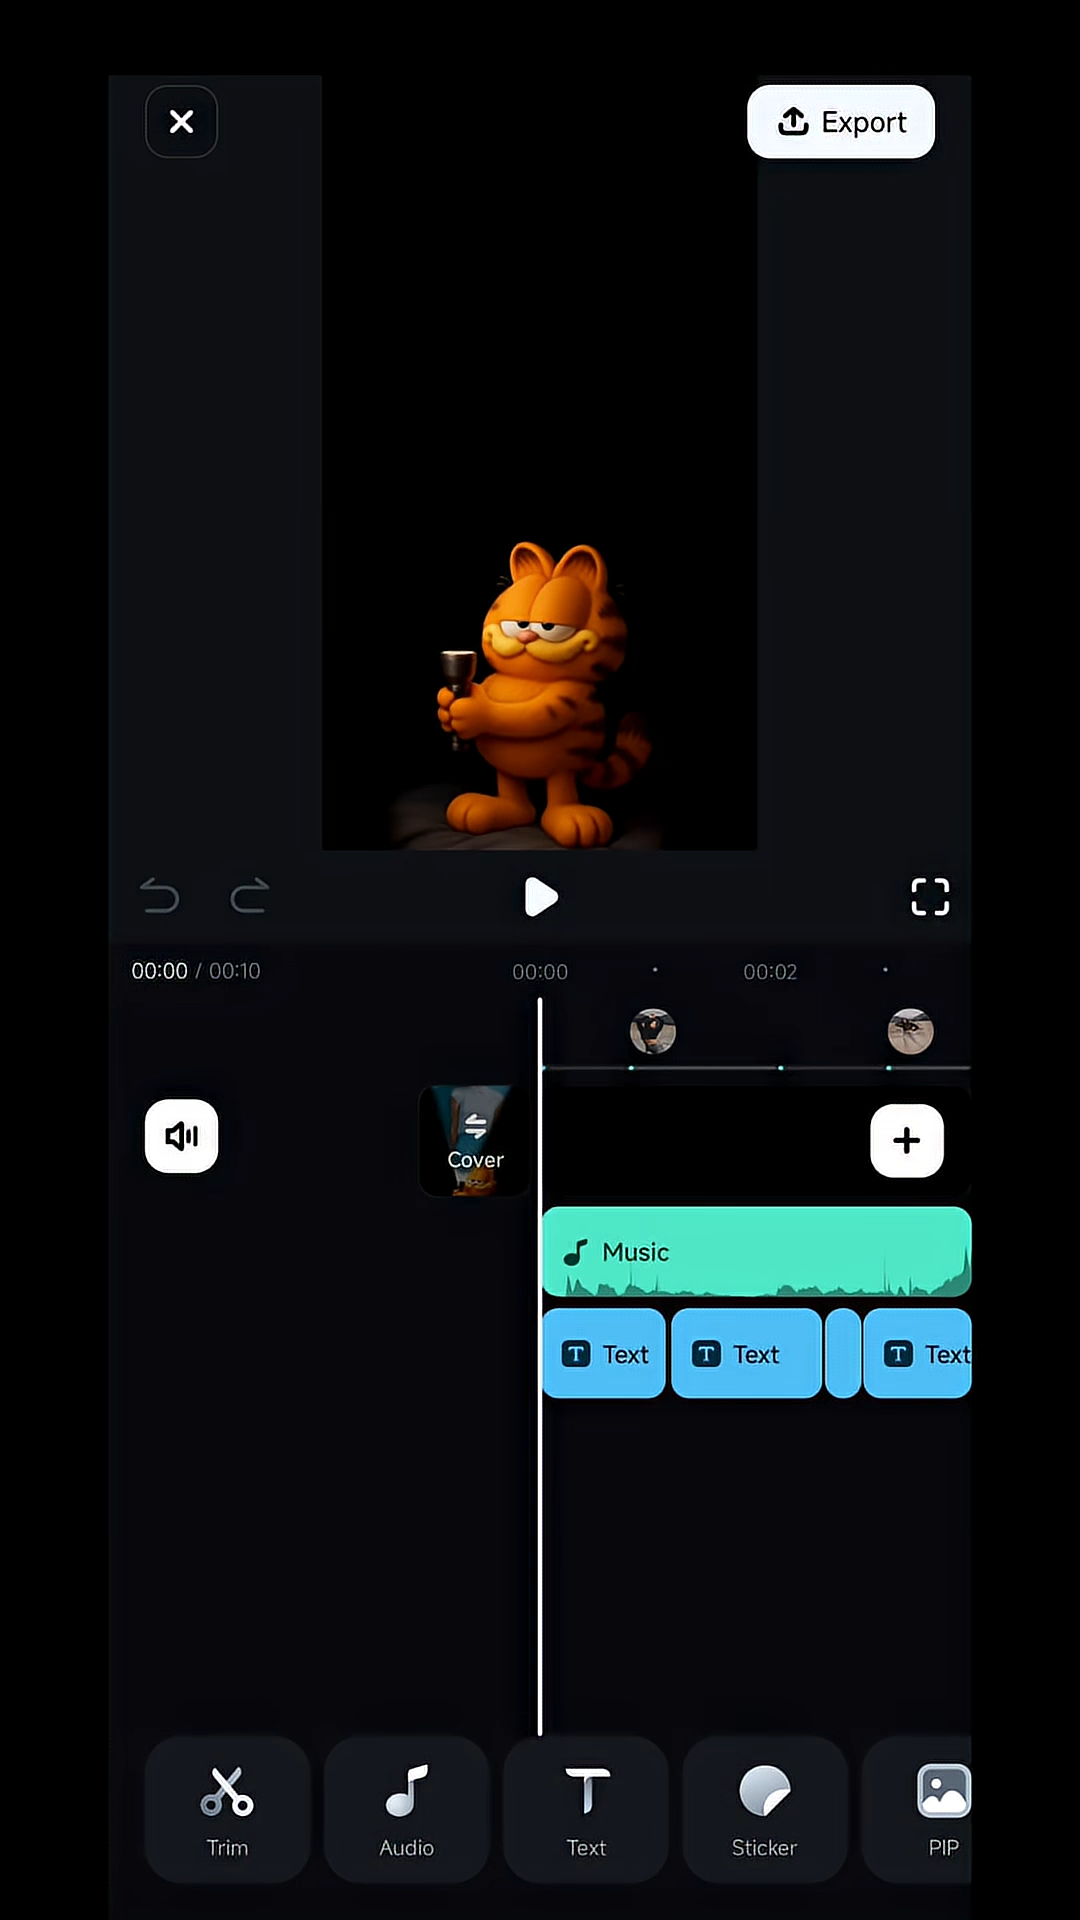 Export
00:00 / 00:10
00:00
00:02
Cover
Music
Text
Text
Text
Trim
Audio
Text
Sticker
PIP